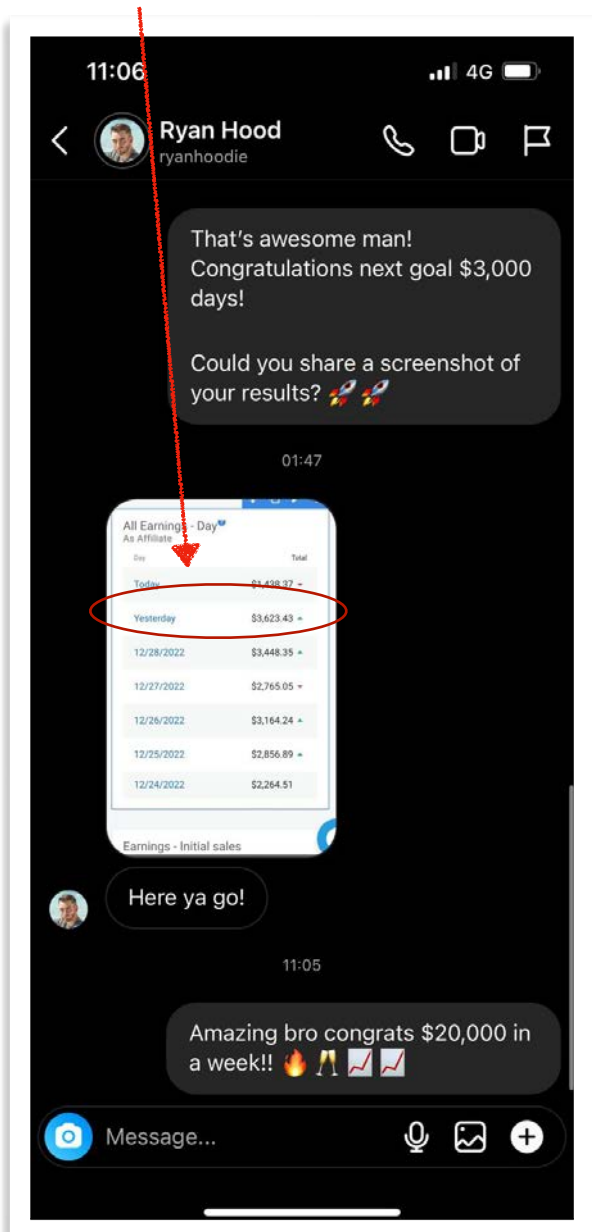 11:06
4G
Ryan Hood
ryanhoodie
That's awesome man!
Congratulations next goal $3,000
days!
Could you share a screenshot of
your results? 🚀 🚀
01:47
All Earnings - Day
As Affiliate
Day Total
Today $1,438.37
Yesterday $3,623.43
12/28/2022 $3,448.35
12/27/2022 $2,765.05
12/26/2022 $3,164.24
12/25/2022 $2,856.89
12/24/2022 $2,264.51
Earnings - Initial sales
Here ya go!
11:05
Amazing bro congrats $20,000 in
a week!! 🔥 🥂 📈 📈
Message...